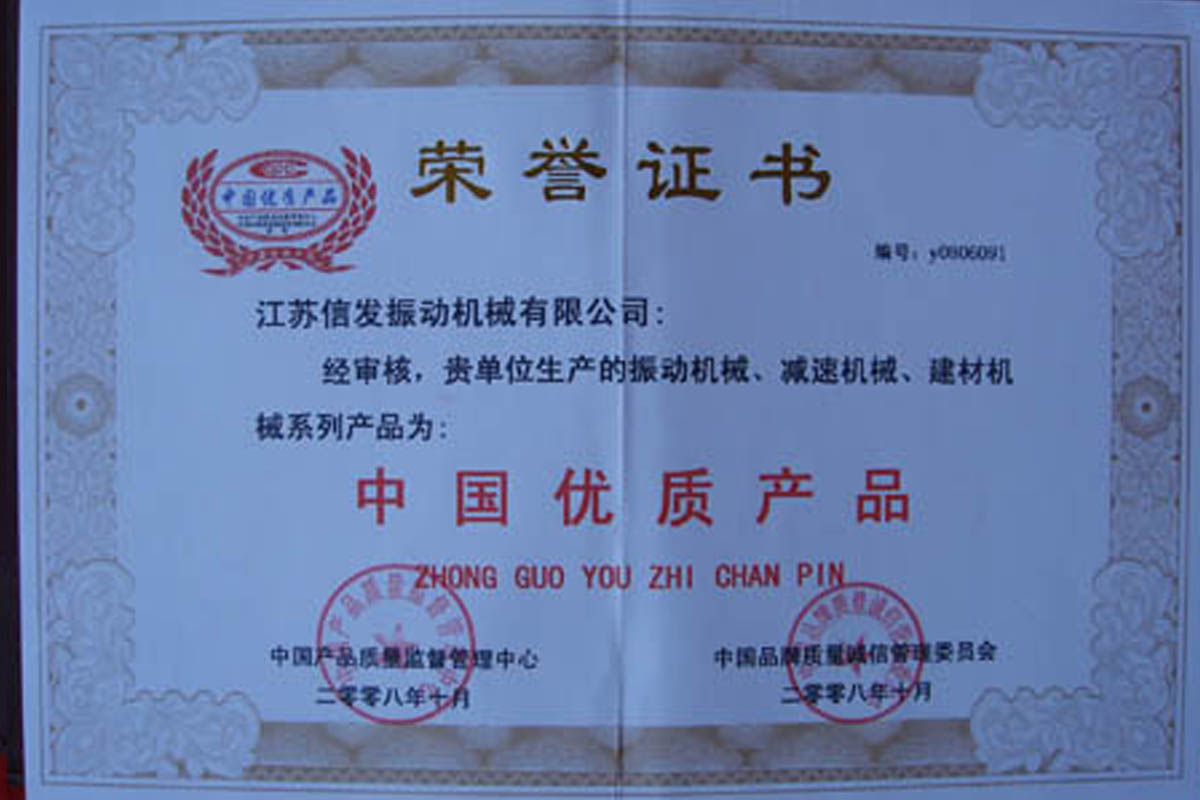 荣誉证书
中国优质产品
编号：y0806091
江苏信发振动机械有限公司：
经审核，贵单位生产的振动机械、减速机械、建材机
械系列产品为：
中国优质产品
ZHONG GUO YOU ZHI CHAN PIN
中国产品质量监督管理中心
二零零八年十月
中国品牌质量诚信管理委员会
二零零八年十月